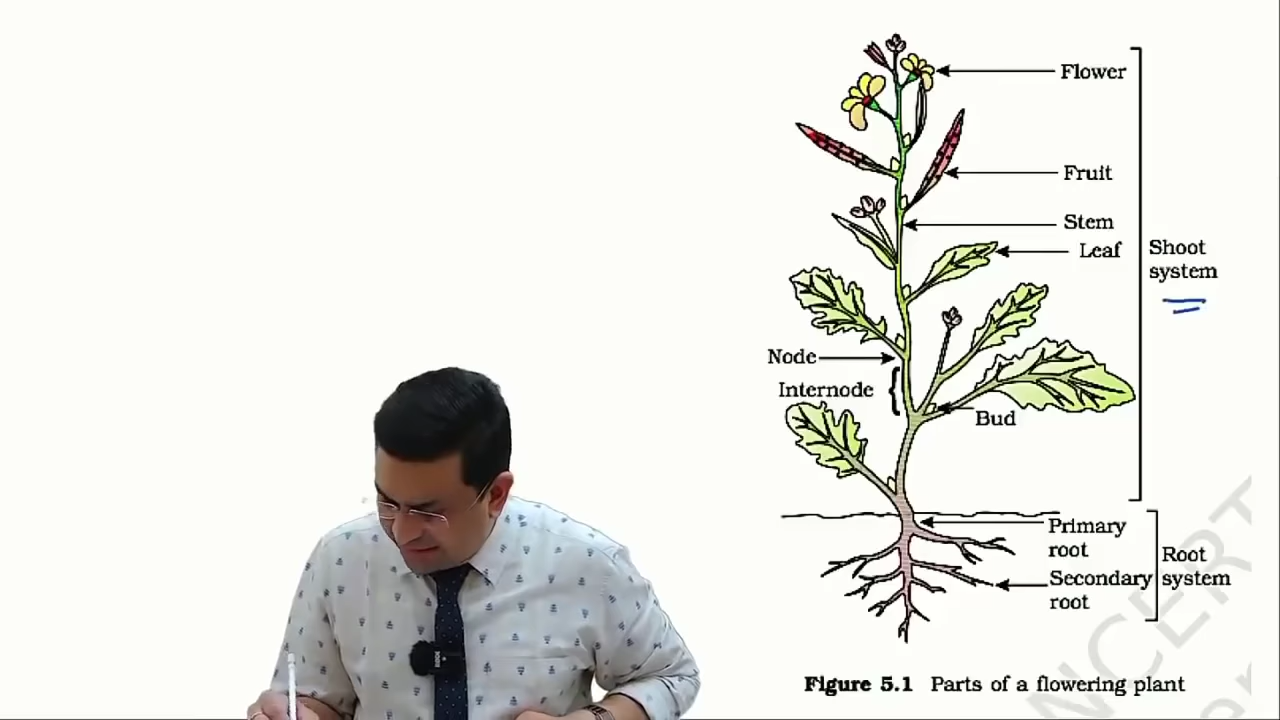 Flower
Fruit
Stem
Leaf
Shoot
system
Node
Internode
Bud
Primary
root
Secondary
root
Root
system
Figure 5.1 Parts of a flowering plant
NCERT